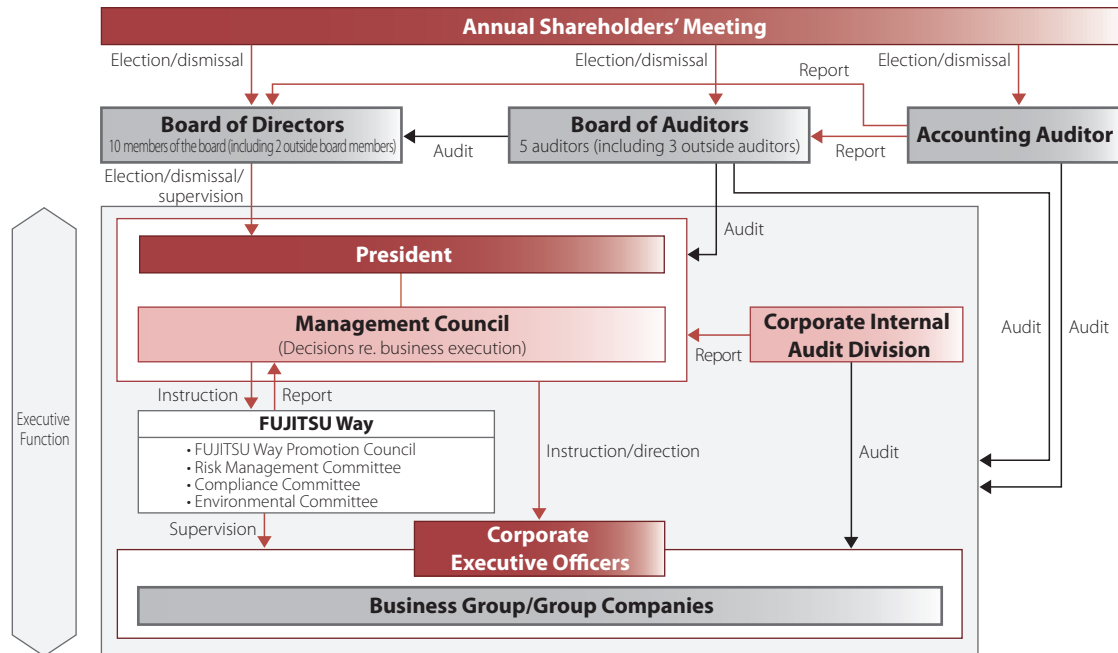 Annual Shareholders’ Meeting
Election/dismissal
Election/dismissal
Election/dismissal
Report
Board of Directors
10 members of the board (including 2 outside board members)
Audit
Board of Auditors
5 auditors (including 3 outside auditors)
Report
Accounting Auditor
Election/dismissal/
supervision
Audit
President
Management Council
(Decisions re. business execution)
Report
Corporate Internal
Audit Division
Audit
Audit
Instruction
Report
Executive
Function
FUJITSU Way
• FUJITSU Way Promotion Council
• Risk Management Committee
• Compliance Committee
• Environmental Committee
Instruction/direction
Audit
Supervision
Corporate
Executive Officers
Business Group/Group Companies